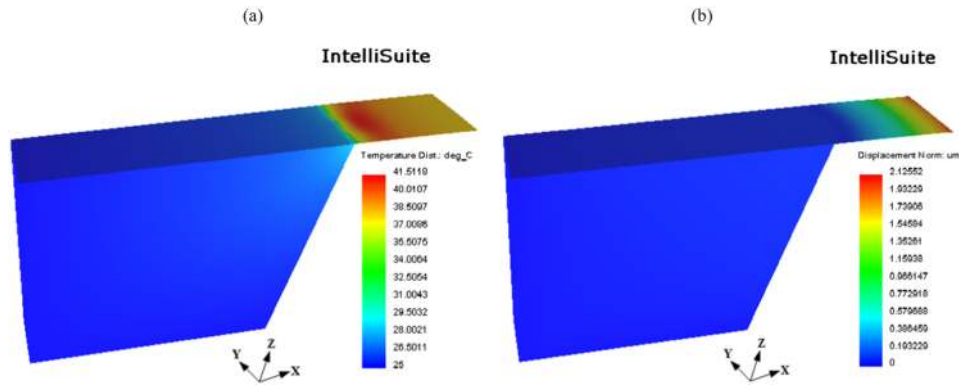 (a)
IntelliSuite
Temperature Dist.: deg_C
41.5118
40.0107
38.5097
37.0086
35.5075
34.0064
32.5054
31.0043
29.5032
28.0021
26.5011
25
Y
Z
X
(b)
IntelliSuite
Displacement Norm: um
2.12552
1.93229
1.73906
1.54584
1.35261
1.15938
0.966147
0.772918
0.579688
0.386459
0.193229
0
Y
Z
X